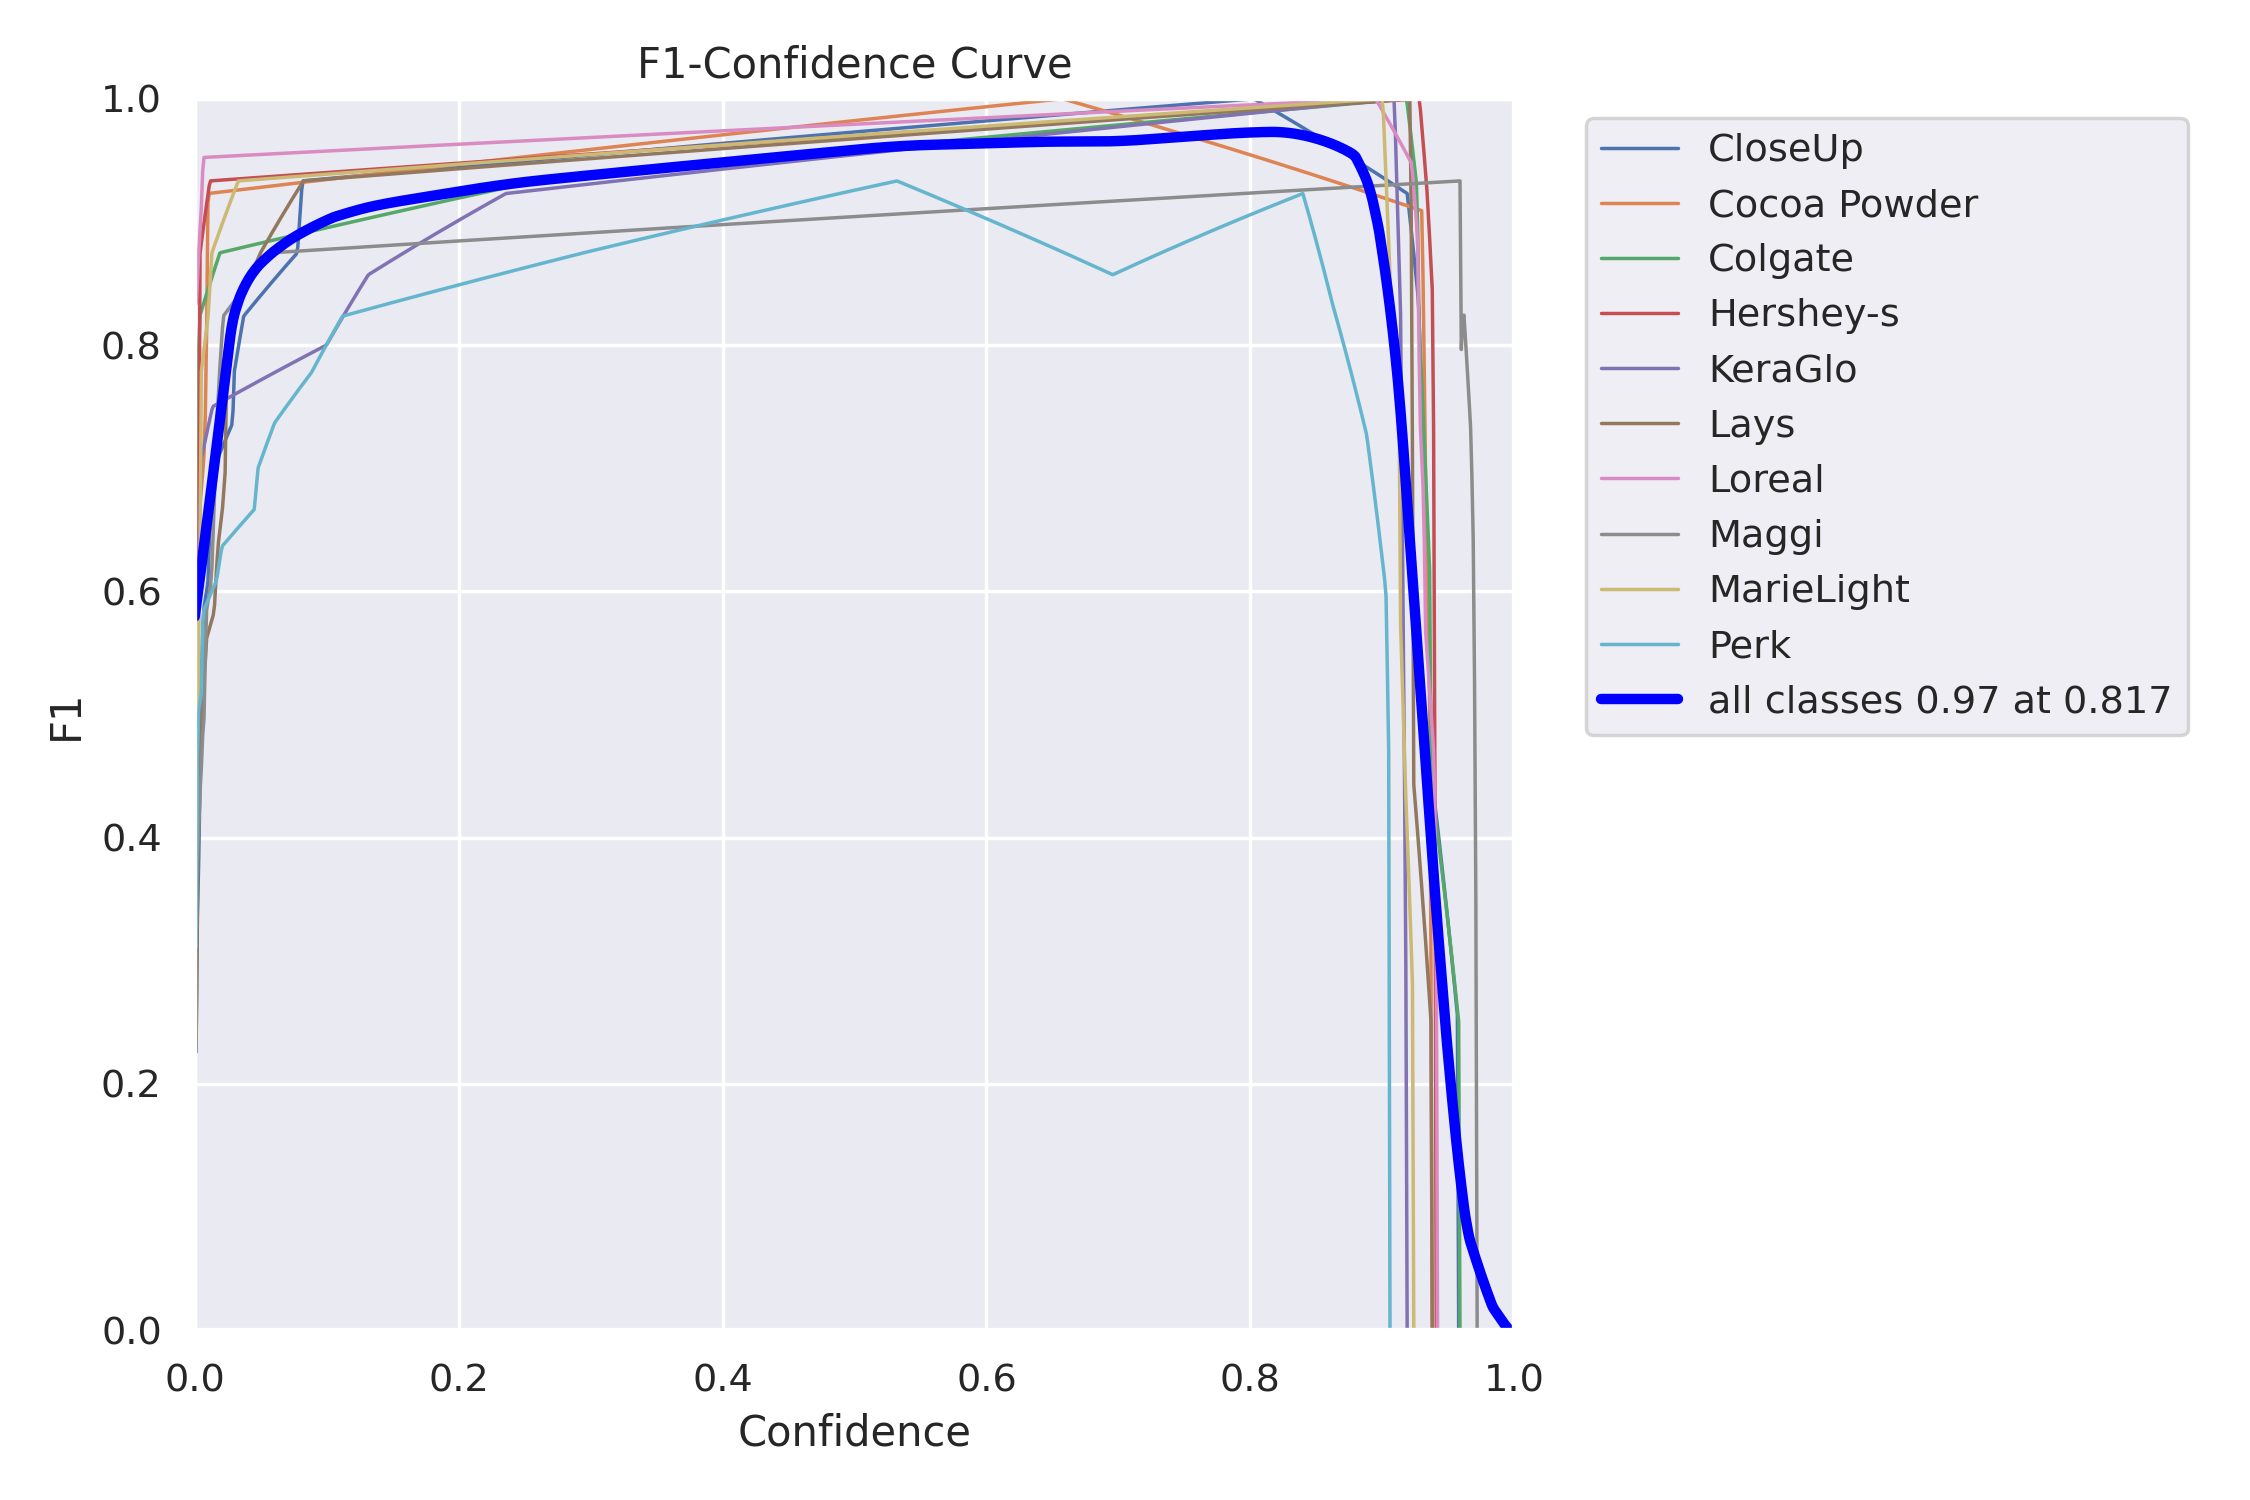 F1-Confidence Curve
1.0
0.8
0.6
0.4
0.2
0.0
F1
0.0 0.2 0.4 0.6 0.8 1.0
Confidence
CloseUp
Cocoa Powder
Colgate
Hershey-s
KeraGlo
Lays
Loreal
Maggi
MarieLight
Perk
all classes 0.97 at 0.817